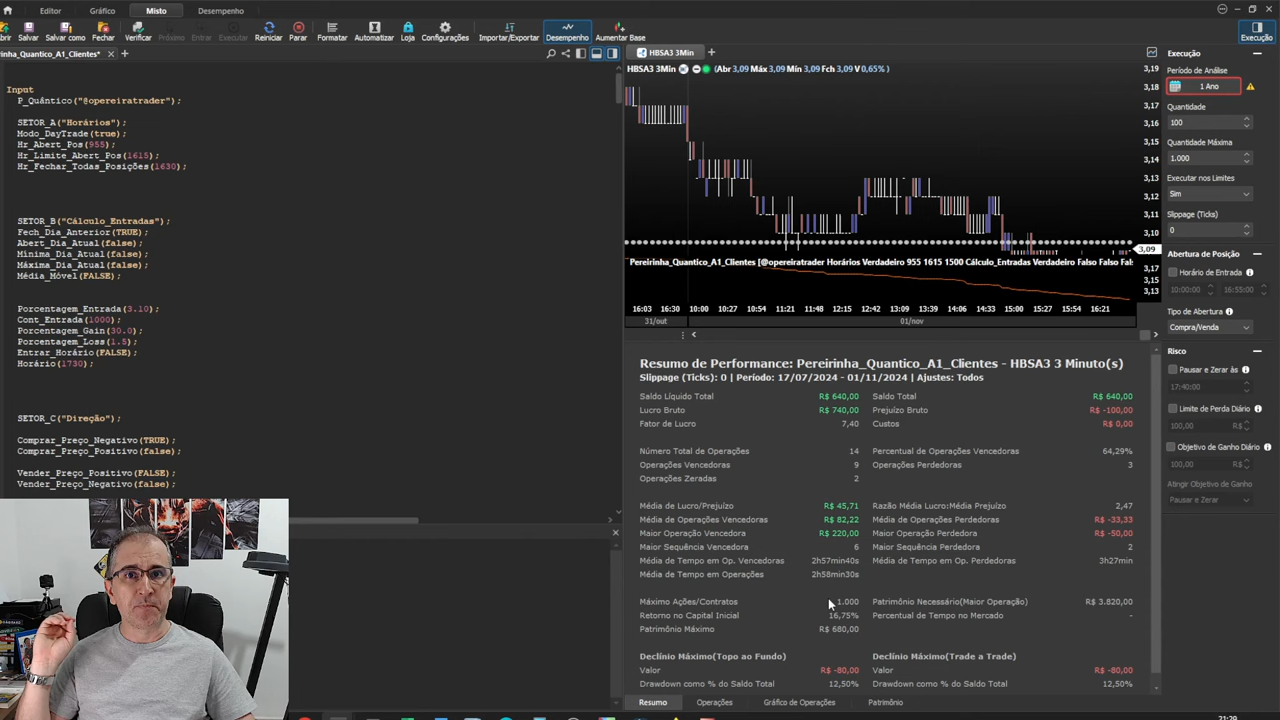 Editor Gráfico Misto Desempenho
Salvar Salvar como Fechar Verificar Próximo Entrar Executar Reiniciar Parar Formatar Automatizar Loja Configurações Importar/Exportar Desempenho Aumentar Base Execução
rinha_Quantico_A1_Clientes* × +
Input
P_Quântico("@opereiratrader");
SETOR_A("Horários");
Modo_DayTrade(true);
Hr_Abert_Pos(955);
Hr_Limite_Abert_Pos(1615);
Hr_Fechar_Todas_Posições(1630);
SETOR_B("Cálculo_Entradas");
Fech_Dia_Anterior(TRUE);
Abert_Dia_Atual(false);
Minima_Dia_Atual(false);
Máxima_Dia_Atual(false);
Média_Móvel(FALSE);
Porcentagem_Entrada(3.10);
Cont_Entrada(1000);
Porcentagem_Gain(30.0);
Porcentagem_Loss(1.5);
Entrar_Horário(FALSE);
Horário(1730);
SETOR_C("Direção");
Comprar_Preço_Negativo(TRUE);
Comprar_Preço_Positivo(false);
Vender_Preço_Positivo(FALSE);
Vender_Preço_Negativo(false);
HBSA3 3Min +
HBSA3 3Min (Abr 3,09 Máx 3,09 Mín 3,09 Fch 3,09 V 0,65% )
3,19
3,18
3,17
3,16
3,15
3,14
3,13
3,12
3,11
3,10
3,09
Pereirinha_Quantico_A1_Clientes [@opereiratrader Horários Verdadeiro 955 1615 1500 Cálculo_Entradas Verdadeiro Falso Falso Fals
3,17
3,15
3,13
16:03 16:30 10:00 10:27 10:54 11:21 11:48 12:15 12:42 13:09 13:39 14:06 14:33 15:00 15:27 15:54 16:21
31/out 01/nov
Resumo de Performance: Pereirinha_Quantico_A1_Clientes - HBSA3 3 Minuto(s)
Slippage (Ticks): 0 | Período: 17/07/2024 - 01/11/2024 | Ajustes: Todos
Saldo Líquido Total R$ 640,00 Saldo Total R$ 640,00
Lucro Bruto R$ 740,00 Prejuízo Bruto R$ -100,00
Fator de Lucro 7,40 Custos R$ 0,00
Número Total de Operações 14 Percentual de Operações Vencedoras 64,29%
Operações Vencedoras 9 Operações Perdedoras 3
Operações Zeradas 2
Média de Lucro/Prejuízo R$ 45,71 Razão Média Lucro:Média Prejuízo 2,47
Média de Operações Vencedoras R$ 82,22 Média de Operações Perdedoras R$ -33,33
Maior Operação Vencedora R$ 220,00 Maior Operação Perdedora R$ -50,00
Maior Sequência Vencedora 6 Maior Sequência Perdedora 2
Média de Tempo em Op. Vencedoras 2h57min40s Média de Tempo em Op. Perdedoras 3h27min
Média de Tempo em Operações 2h58min30s
Máximo Ações/Contratos 1.000 Patrimônio Necessário(Maior Operação) R$ 3.820,00
Retorno no Capital Inicial 16,75% Percentual de Tempo no Mercado -
Patrimônio Máximo R$ 680,00
Declínio Máximo(Topo ao Fundo) Declínio Máximo(Trade a Trade)
Valor R$ -80,00 Valor R$ -80,00
Drawdown como % do Saldo Total 12,50% Drawdown como % do Saldo Total 12,50%
Resumo Operações Gráfico de Operações Patrimônio
Execução
Período de Análise
1 Ano
Quantidade
100
Quantidade Máxima
1.000
Executar nos Limites
Sim
Slippage (Ticks)
0
Abertura de Posição
Horário de Entrada
10:00:00 16:55:00
Tipo de Abertura
Compra/Venda
Risco
Pausar e Zerar às
17:40:00
Limite de Perda Diário
100,00 R$
Objetivo de Ganho Diário
100,00 R$
Atingir Objetivo de Ganho
Pausar e Zerar